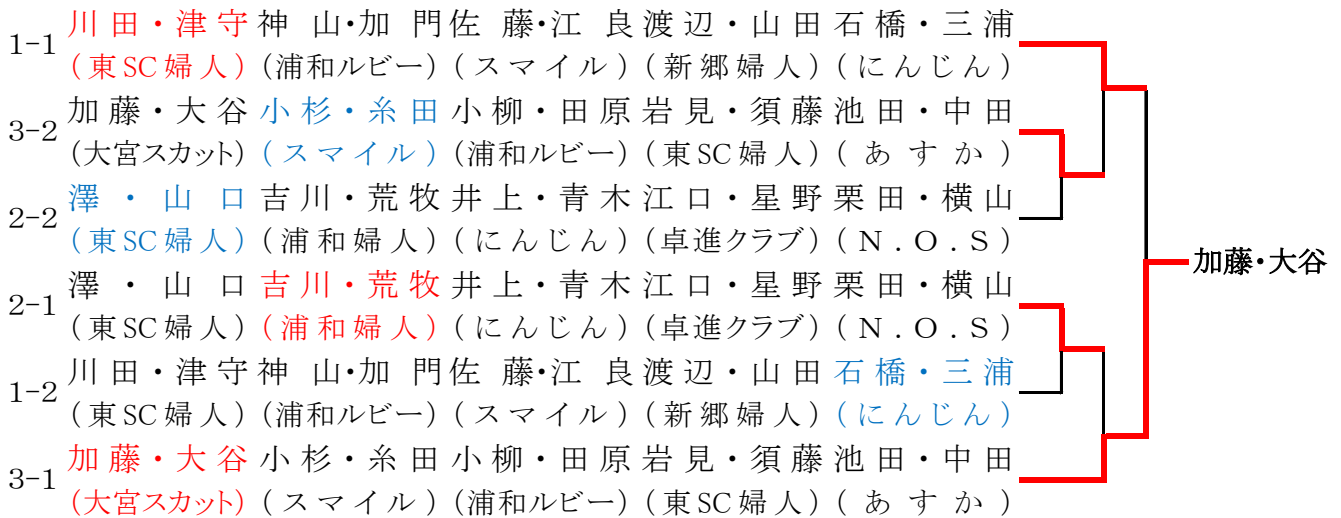 1-1 川田・津守 神山・加門 佐藤・江良 渡辺・山田 石橋・三浦
(東SC婦人) (浦和ルビー) (スマイル) (新郷婦人) (にんじん)
3-2 加藤・大谷 小杉・糸田 小柳・田原 岩見・須藤 池田・中田
(大宮スカット) (スマイル) (浦和ルビー) (東SC婦人) (あすか)
2-2 澤・山口 吉川・荒牧 井上・青木 江口・星野 栗田・横山
(東SC婦人) (浦和婦人) (にんじん) (卓進クラブ) (N.O.S)
加藤・大谷
2-1 澤・山口 吉川・荒牧 井上・青木 江口・星野 栗田・横山
(東SC婦人) (浦和婦人) (にんじん) (卓進クラブ) (N.O.S)
1-2 川田・津守 神山・加門 佐藤・江良 渡辺・山田 石橋・三浦
(東SC婦人) (浦和ルビー) (スマイル) (新郷婦人) (にんじん)
3-1 加藤・大谷 小杉・糸田 小柳・田原 岩見・須藤 池田・中田
(大宮スカット) (スマイル) (浦和ルビー) (東SC婦人) (あすか)